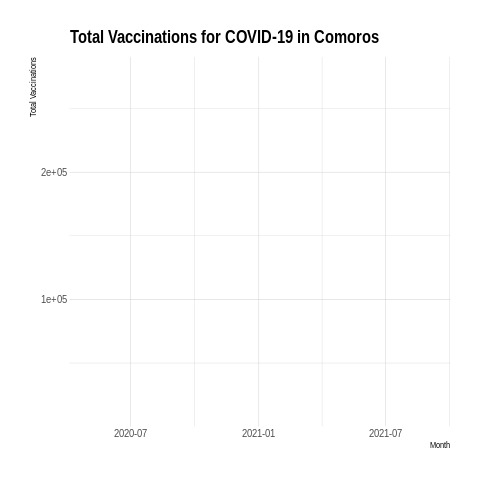 Total Vaccinations for COVID-19 in Comoros
Total Vaccinations
2e+05
1e+05
2020-07
2021-01
2021-07
Month